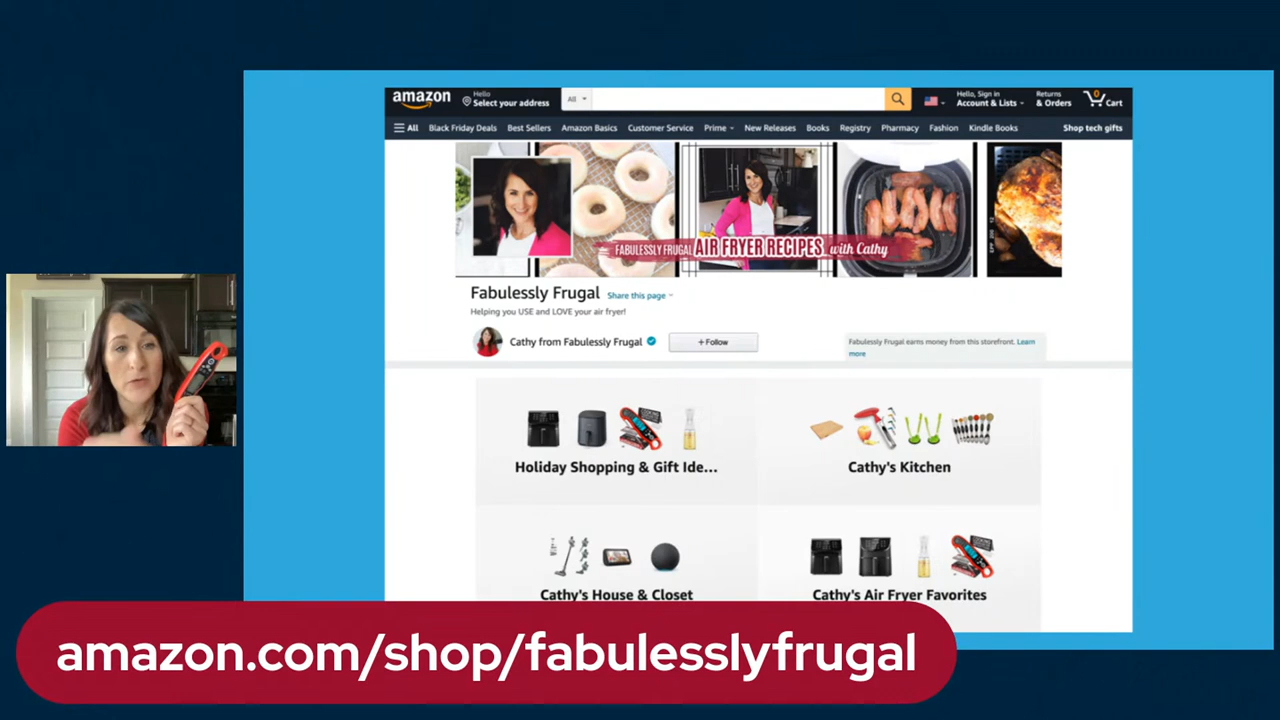 amazon
Hello
Select your address
All
Hello, Sign in
Account & Lists
Returns
& Orders
0
Cart
All
Black Friday Deals
Best Sellers
Amazon Basics
Customer Service
Prime
New Releases
Books
Registry
Pharmacy
Fashion
Kindle Books
Shop tech gifts
FABULESSLY FRUGAL AIR FRYER RECIPES with Cathy
Fabulessly Frugal
Share this page
Helping you USE and LOVE your air fryer!
Cathy from Fabulessly Frugal
+ Follow
Fabulessly Frugal earns money from this storefront. Learn
more
Holiday Shopping & Gift Ide...
Cathy's Kitchen
Cathy's House & Closet
Cathy's Air Fryer Favorites
amazon.com/shop/fabulesslyfrugal